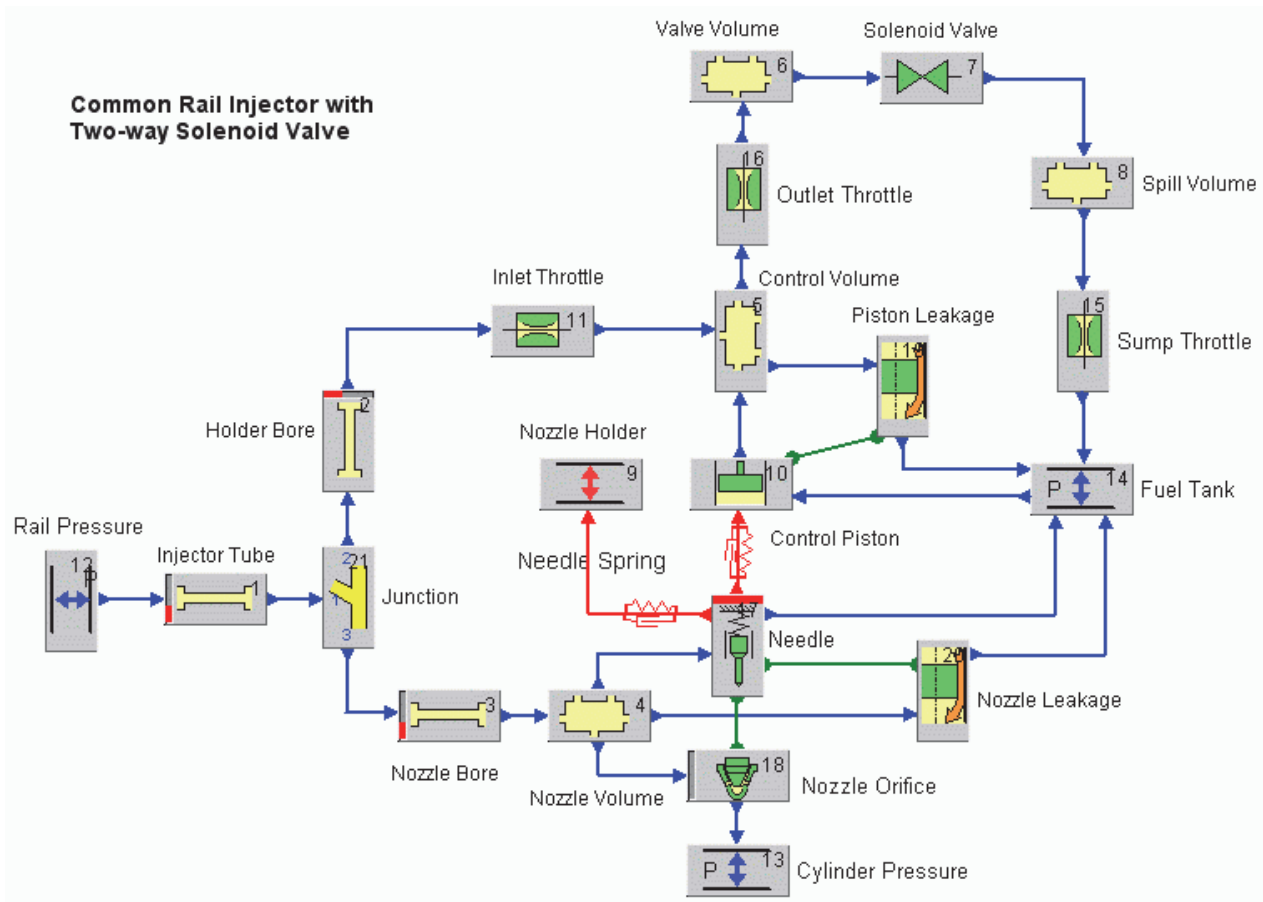 Valve Volume
Solenoid Valve
6
7
Common Rail Injector with
Two-way Solenoid Valve
16
8
Spill Volume
Outlet Throttle
Inlet Throttle
Control Volume
11
5
15
Piston Leakage
Sump Throttle
19
2
Holder Bore
Nozzle Holder
9
10
P
14
Fuel Tank
Rail Pressure
Control Piston
Injector Tube
Needle Spring
12
P
1
2
21
1
3
Junction
17
Needle
20
Nozzle Leakage
3
4
Nozzle Bore
Nozzle Volume
18
Nozzle Orifice
P
13
Cylinder Pressure